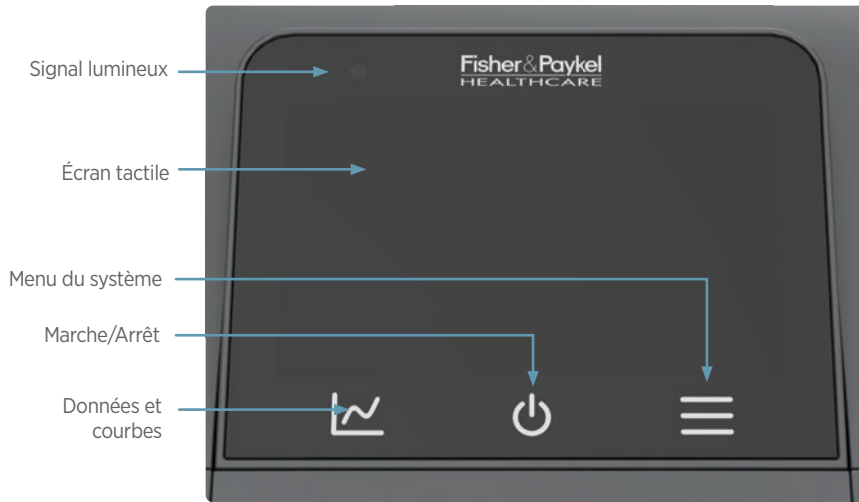 Signal lumineux
Fisher & Paykel
HEALTHCARE
Écran tactile
Menu du système
Marche/Arrêt
Données et
courbes